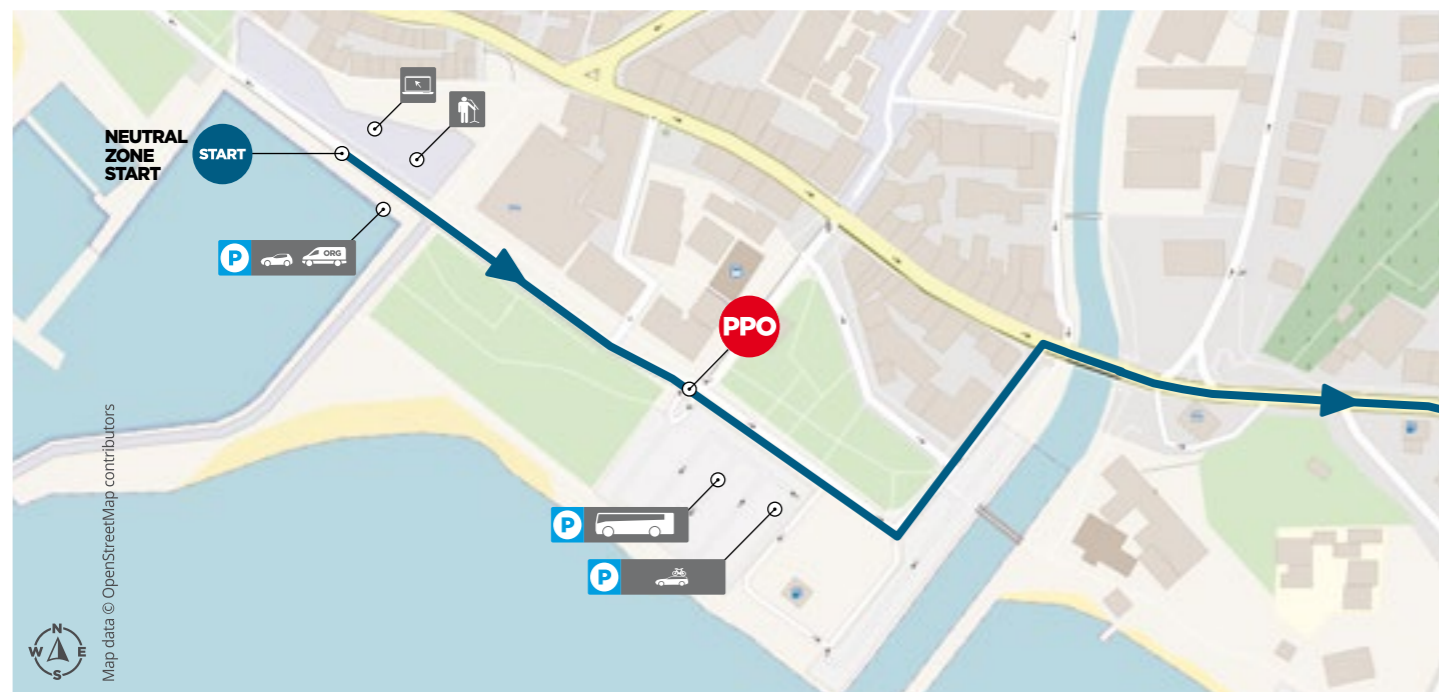 NEUTRAL
ZONE
START
START
P
ORG
PPO
P
P
Map data © OpenStreetMap contributors
N
W E
S